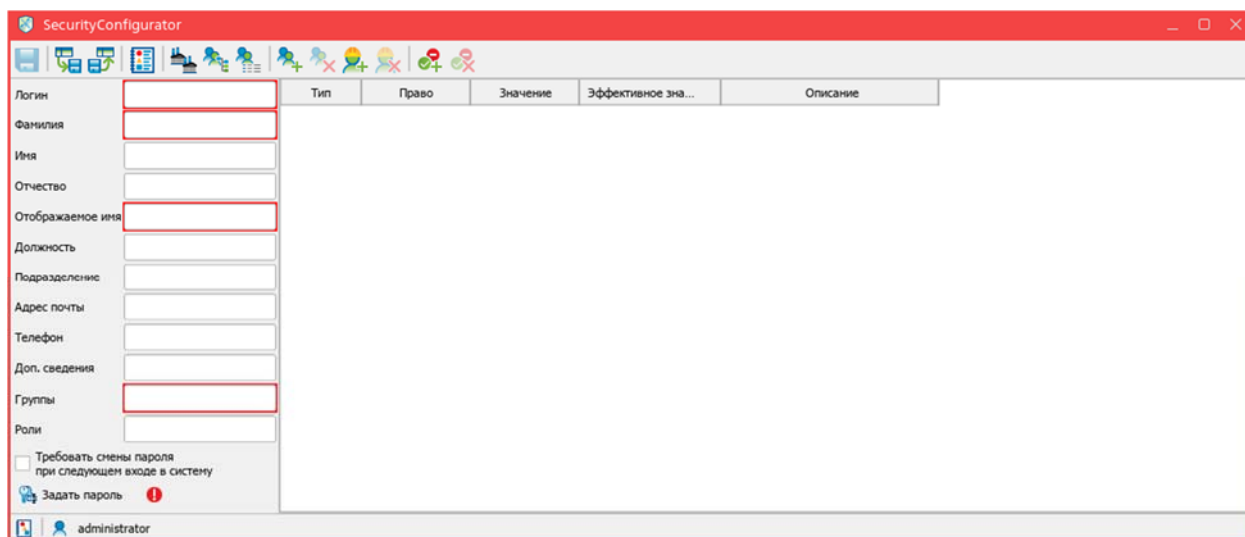 SecurityConfigurator
Логин
Тип Право Значение Эффективное зна... Описание
Фамилия
Имя
Отчество
Отображаемое имя
Должность
Подразделение
Адрес почты
Телефон
Доп. сведения
Группы
Роли
Требовать смены пароля
при следующем входе в систему
Задать пароль
administrator